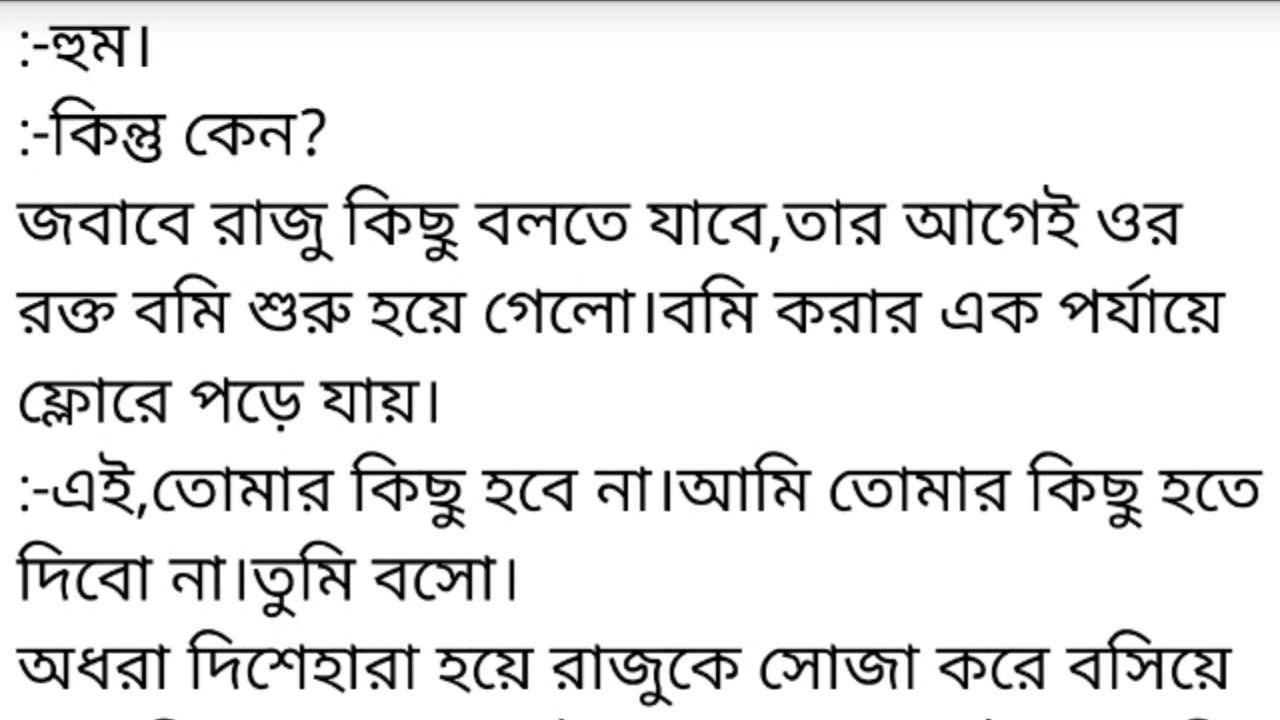 :-হুম।
:-কিন্তু কেন?
জবাবে রাজু কিছু বলতে যাবে,তার আগেই ওর
রক্ত বমি শুরু হয়ে গেলো।বমি করার এক পর্যায়ে
ফ্লোরে পড়ে যায়।
:-এই,তোমার কিছু হবে না।আমি তোমার কিছু হতে
দিবো না।তুমি বসো।
অধরা দিশেহারা হয়ে রাজুকে সোজা করে বসিয়ে